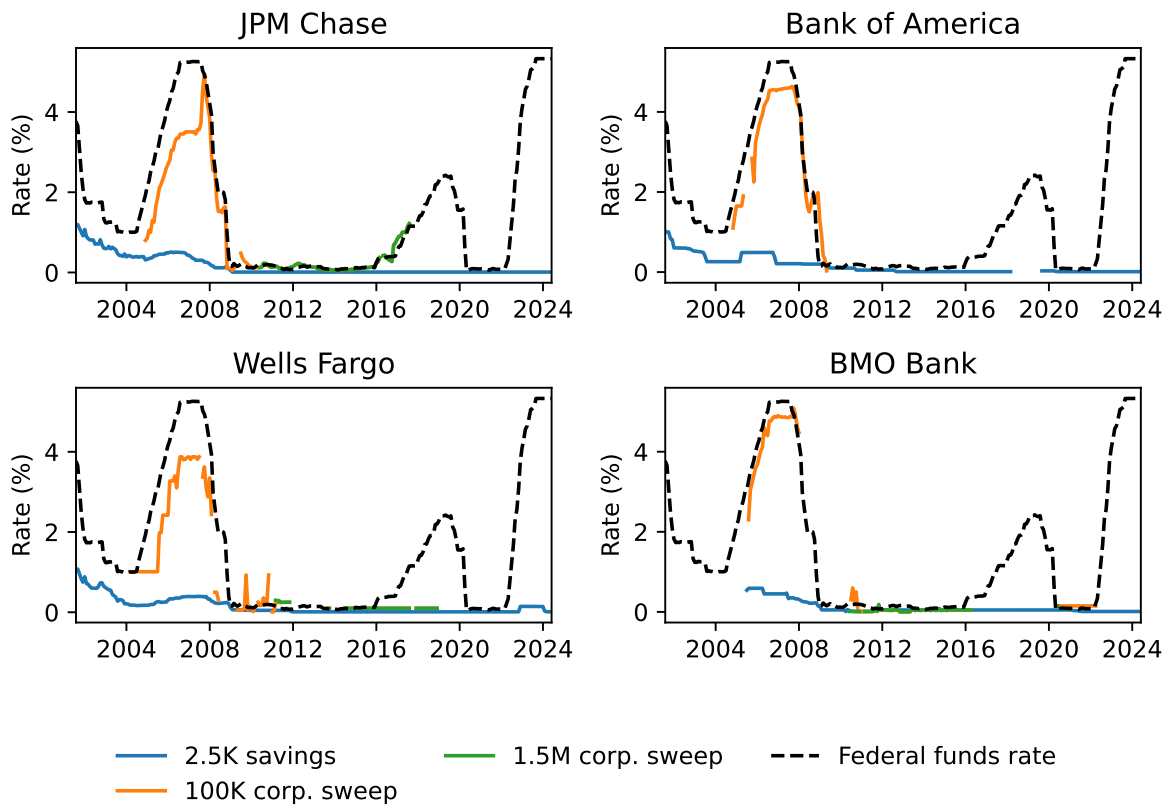 JPM Chase
Bank of America
Rate (%)
4
2
0
2004 2008 2012 2016 2020 2024
Rate (%)
4
2
0
2004 2008 2012 2016 2020 2024
Wells Fargo
BMO Bank
Rate (%)
4
2
0
2004 2008 2012 2016 2020 2024
Rate (%)
4
2
0
2004 2008 2012 2016 2020 2024
2.5K savings
1.5M corp. sweep
Federal funds rate
100K corp. sweep